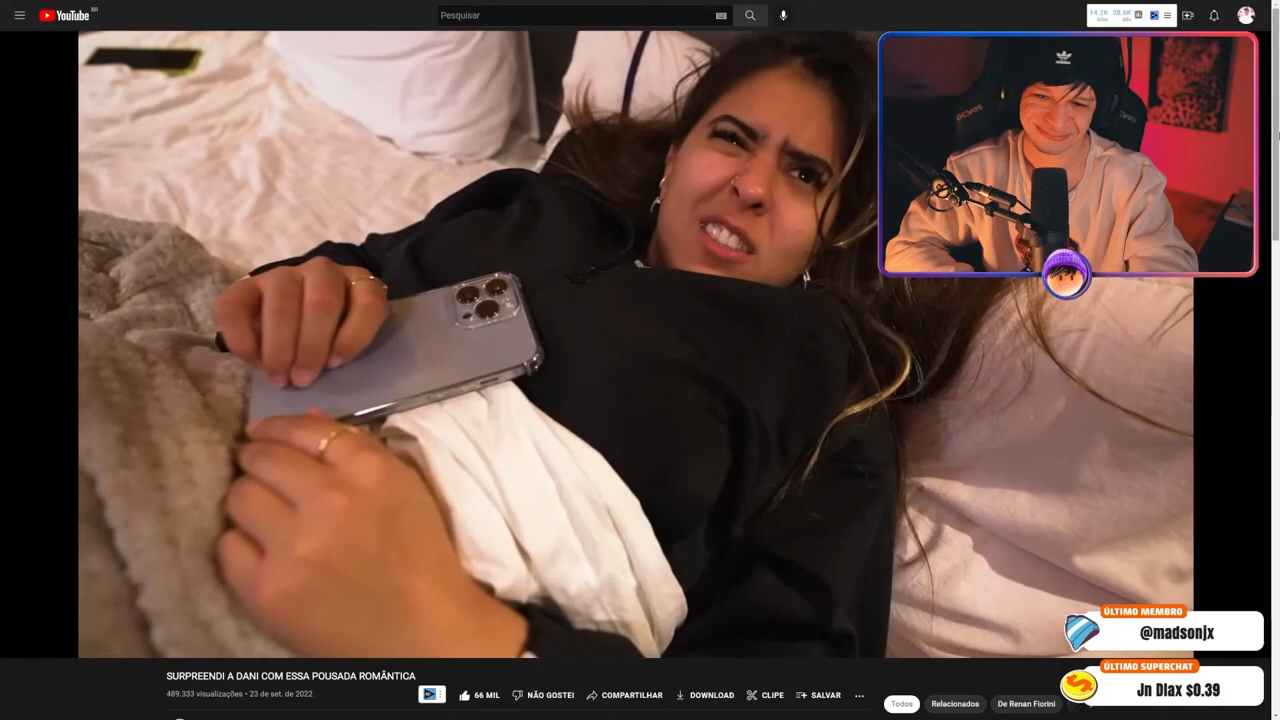 YouTube BR
Pesquisar
14.2K 28.6K
60m 48h
ÚLTIMO MEMBRO
@madsonjx
ÚLTIMO SUPERCHAT
Jn Dlax $0.39
SURPREENDI A DANI COM ESSA POUSADA ROMÂNTICA
489.333 visualizações • 23 de set. de 2022
66 MIL NÃO GOSTEI COMPARTILHAR DOWNLOAD CLIPE SALVAR
Todos Relacionados De Renan Fiorini